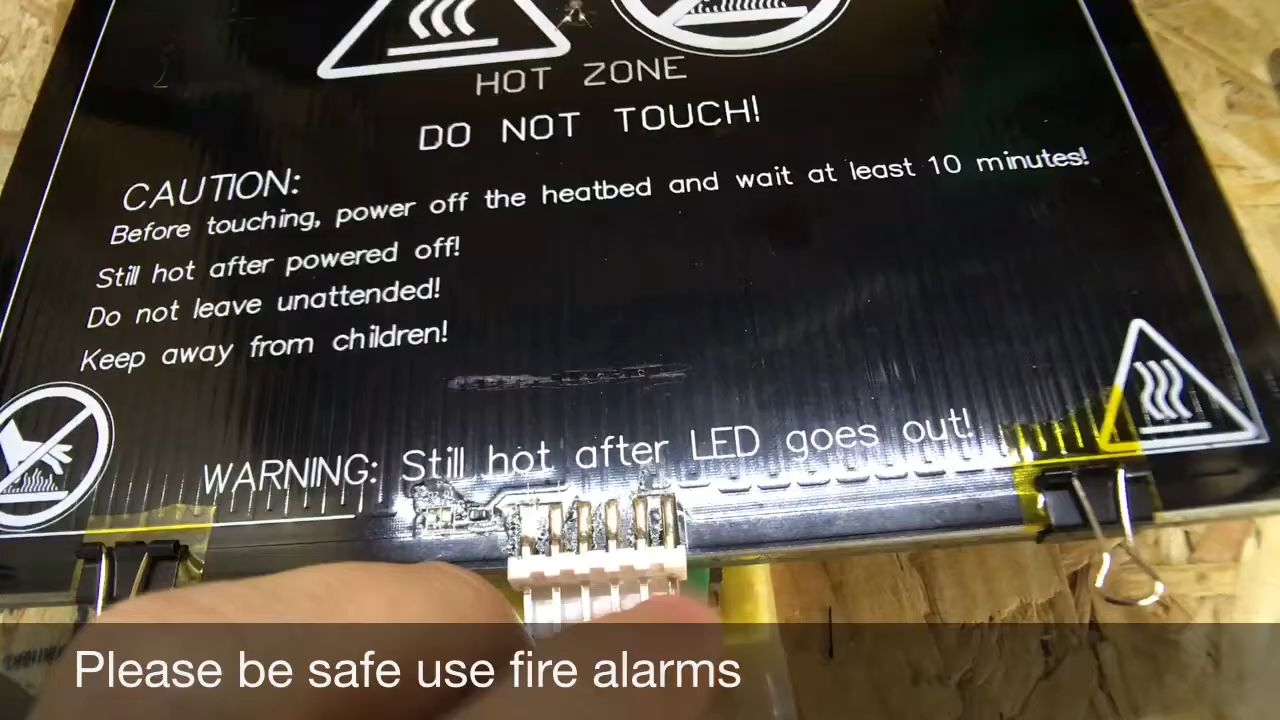 HOT ZONE
DO NOT TOUCH!
CAUTION:
Before touching, power off the heatbed and wait at least 10 minutes!
Still hot after powered off!
Do not leave unattended!
Keep away from children!
WARNING: Still hot after LED goes out!
Please be safe use fire alarms